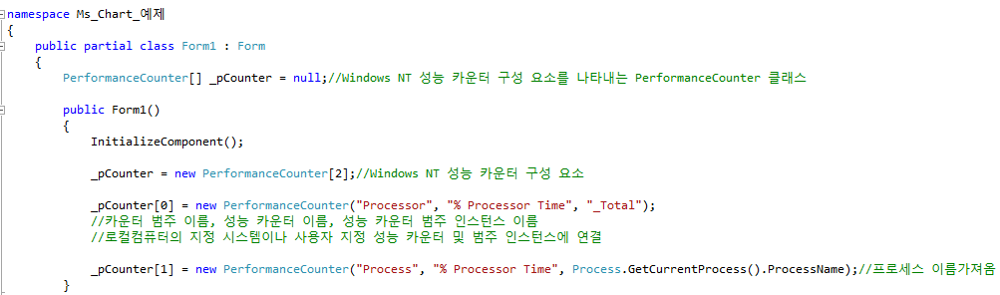 namespace Ms_Chart_예제
{
public partial class Form1 : Form
{
PerformanceCounter[] _pCounter = null;//Windows NT 성능 카운터 구성 요소를 나타내는 PerformanceCounter 클래스
public Form1()
{
InitializeComponent();
_pCounter = new PerformanceCounter[2];//Windows NT 성능 카운터 구성 요소
_pCounter[0] = new PerformanceCounter("Processor", "% Processor Time", "_Total");
//카운터 범주 이름, 성능 카운터 이름, 성능 카운터 범주 인스턴스 이름
//로컬컴퓨터의 지정 시스템이나 사용자 지정 성능 카운터 및 범주 인스턴스에 연결
_pCounter[1] = new PerformanceCounter("Process", "% Processor Time", Process.GetCurrentProcess().ProcessName);//프로세스 이름가져옴
}